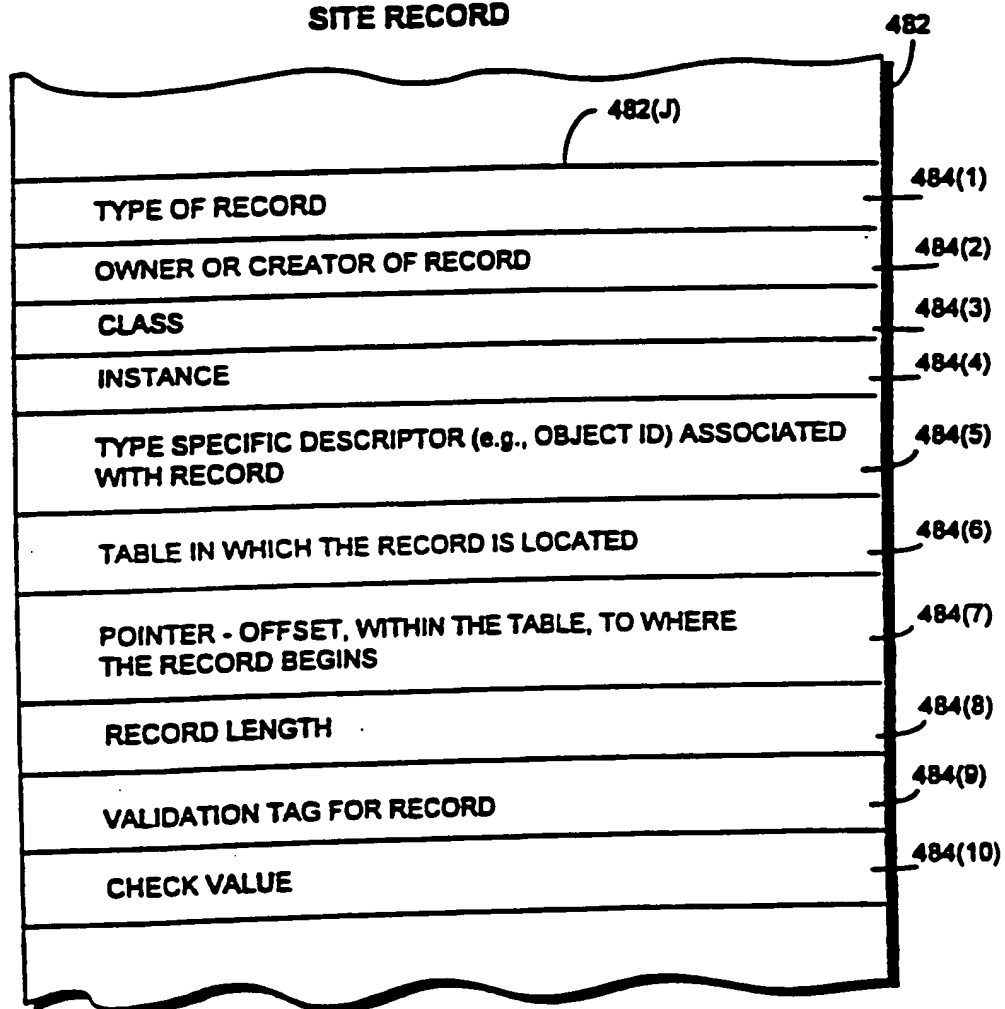 SITE RECORD
482
482(J)
TYPE OF RECORD
484(1)
OWNER OR CREATOR OF RECORD
484(2)
CLASS
484(3)
INSTANCE
484(4)
TYPE SPECIFIC DESCRIPTOR (e.g., OBJECT ID) ASSOCIATED
WITH RECORD
484(5)
TABLE IN WHICH THE RECORD IS LOCATED
484(6)
POINTER - OFFSET, WITHIN THE TABLE, TO WHERE
THE RECORD BEGINS
484(7)
RECORD LENGTH
484(8)
VALIDATION TAG FOR RECORD
484(9)
CHECK VALUE
484(10)